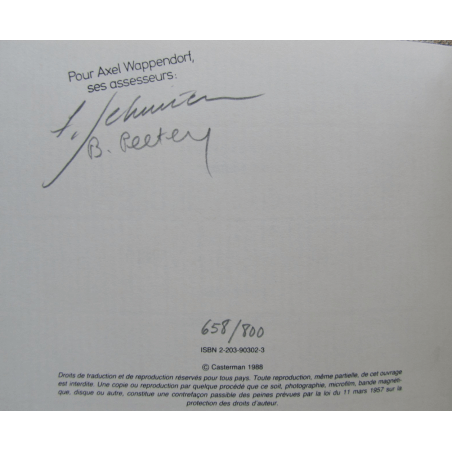 Pour Axel Wappendorf,
ses assesseurs:
F. Schuiten
B. Peeters
658/800
ISBN 2-203-90302-3
© Casterman 1988
Droits de traduction et de reproduction réservés pour tous pays. Toute reproduction, même partielle, de cet ouvrage
est interdite. Une copie ou reproduction par quelque procédé que ce soit, photographie, microfilm, bande magnéti-
que, disque ou autre, constitue une contrefaçon passible des peines prévues par la loi du 11 mars 1957 sur la
protection des droits d'auteur.